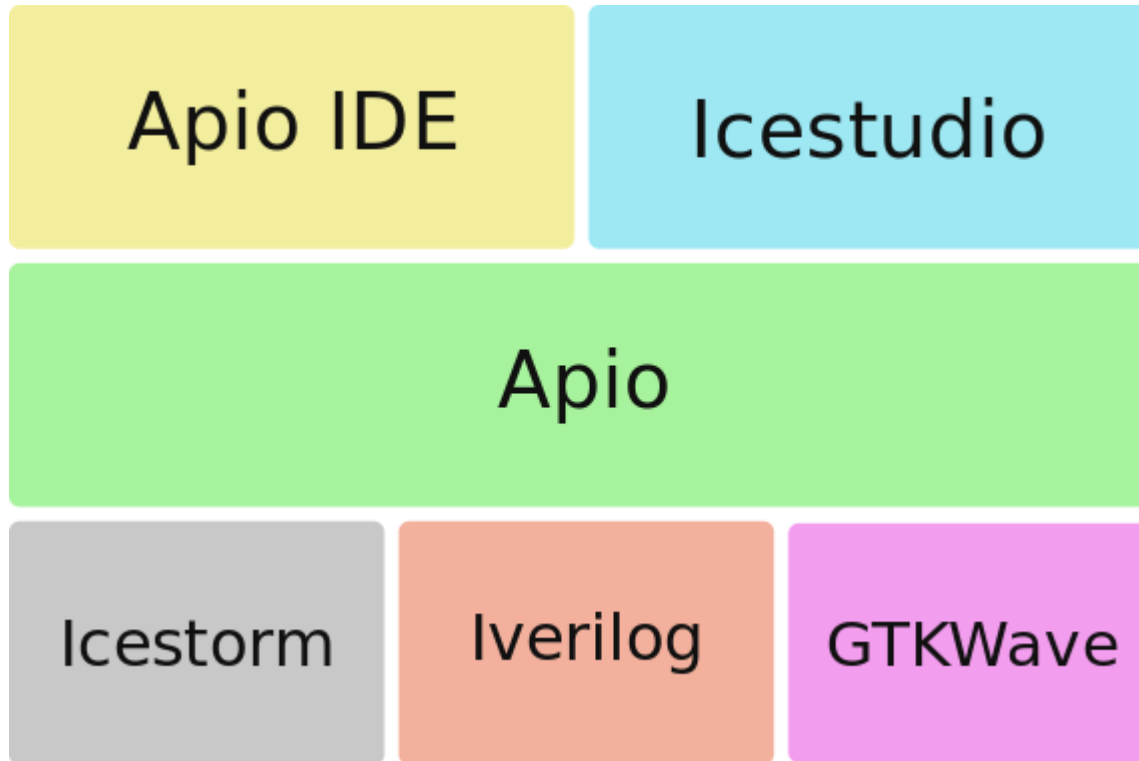 Apio IDE
Icestudio
Apio
Icestorm
Iverilog
GTKWave